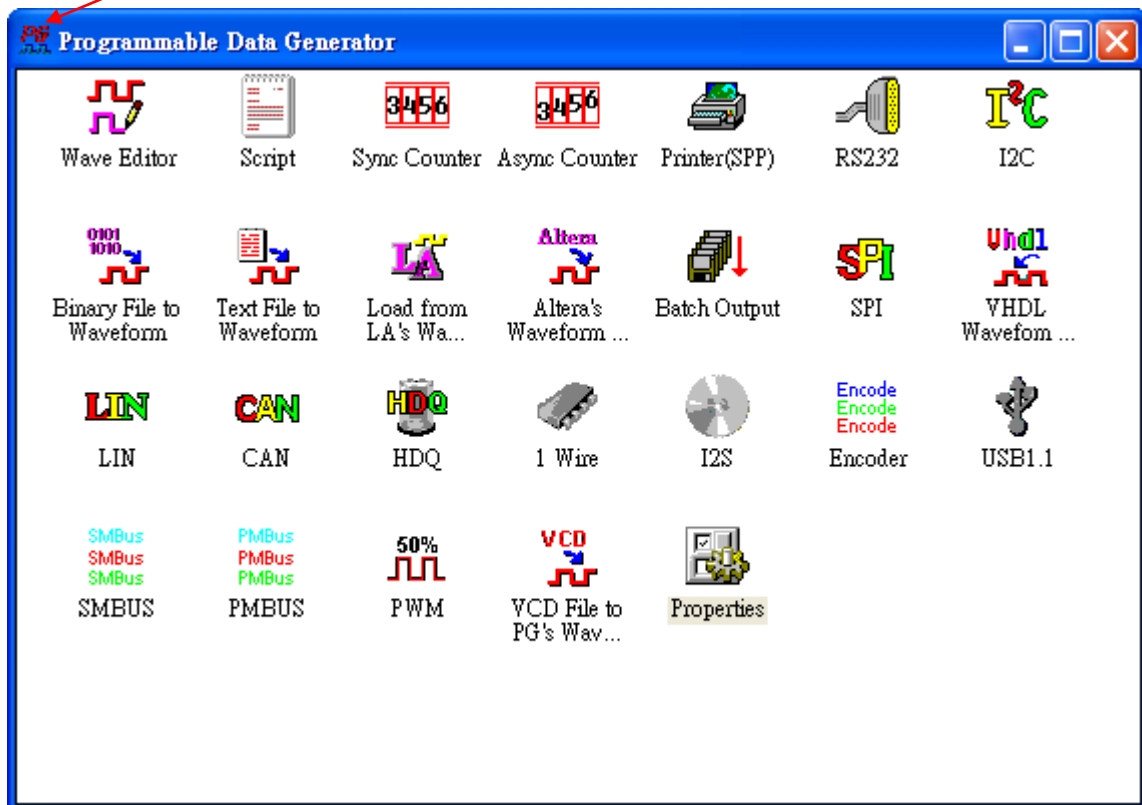 PG Programmable Data Generator
3456 3456 I²C
Wave Editor Script Sync Counter Async Counter Printer(SPP) RS232 I2C
0101
1010
LA Altera SPI Vhdl
Binary File to
Waveform
Text File to
Waveform
Load from
LA's Wa...
Altera's
Waveform ...
Batch Output
SPI
VHDL
Wavefom ...
LIN CAN HDQ
Encode
Encode
Encode
LIN CAN HDQ 1 Wire I2S Encoder USB1.1
SMBus
SMBus
SMBus
PMBus
PMBus
PMBus
50%
VCD
SMBUS PMBUS PWM
VCD File to
PG's Wav...
Properties